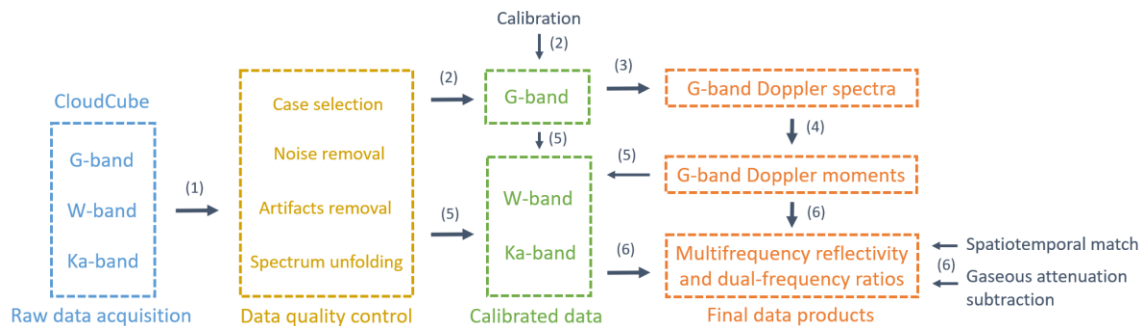 Calibration
(2)
CloudCube
G-band
W-band
Ka-band
Raw data acquisition
(1)
Case selection
Noise removal
Artifacts removal
Spectrum unfolding
Data quality control
(2)
(5)
G-band
(5)
W-band
Ka-band
Calibrated data
(3)
(5)
(6)
G-band Doppler spectra
(4)
G-band Doppler moments
(6)
Multifrequency reflectivity
and dual-frequency ratios
Final data products
Spatiotemporal match
(6)
Gaseous attenuation
subtraction